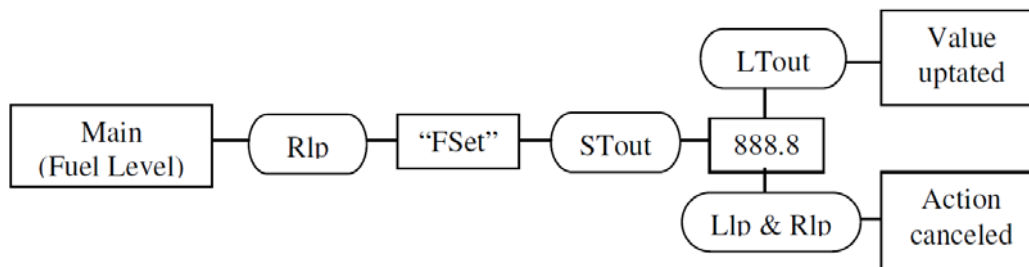 Main
(Fuel Level)
Rlp
“FSet”
STout
888.8
LTout
Value
uptated
Llp & Rlp
Action
canceled